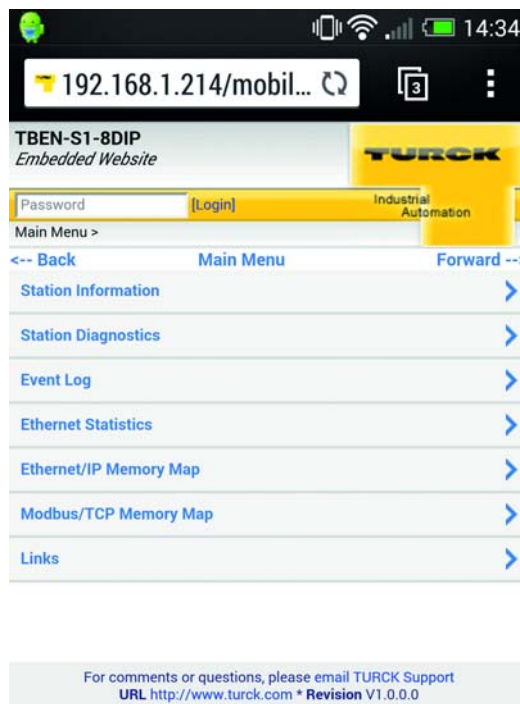 14:34
192.168.1.214/mobil...
3
TBEN-S1-8DIP
Embedded Website
TURCK
Password
[Login]
Industrial
Automation
Main Menu >
<-- Back
Main Menu
Forward --
Station Information
Station Diagnostics
Event Log
Ethernet Statistics
Ethernet/IP Memory Map
Modbus/TCP Memory Map
Links
For comments or questions, please email TURCK Support
URL http://www.turck.com * Revision V1.0.0.0